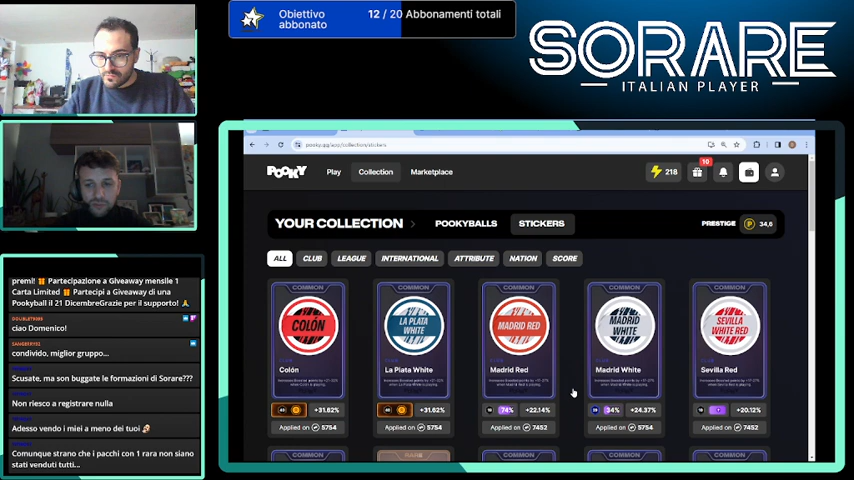 Obiettivo
abbonato
12 / 20 Abbonamenti totali
SORARE
ITALIAN PLAYER
premi! Partecipazione a Giveaway mensile 1
Carta Limited Partecipi a Giveaway di una
Pookyball il 21 DicembreGrazie per il supporto!
ciao Domenico!
condivido, miglior gruppo...
Scusate, ma son buggate le formazioni di Sorare???
Non riesco a registrare nulla
Adesso vendo i miei a meno dei tuoi
Comunque strano che i pacchi con 1 rara non siano
stati venduti tutti...
POOKY
Play
Collection
Marketplace
218
10
YOUR COLLECTION
POOKYBALLS
STICKERS
PRESTIGE
34,6
ALL
CLUB
LEAGUE
INTERNATIONAL
ATTRIBUTE
NATION
SCORE
COMMON
COMMON
COMMON
COMMON
COMMON
COLÓN
LA PLATA
WHITE
MADRID RED
MADRID
WHITE
SEVILLA
WHITE RED
Colón
La Plata White
Madrid Red
Madrid White
Sevilla Red
+31.62%
+31.62%
74%
+22.14%
34%
+24.37%
+20.12%
Applied on 5754
Applied on 5754
Applied on 7452
Applied on 5754
Applied on 7452
COMMON
RARE
COMMON
COMMON
COMMON